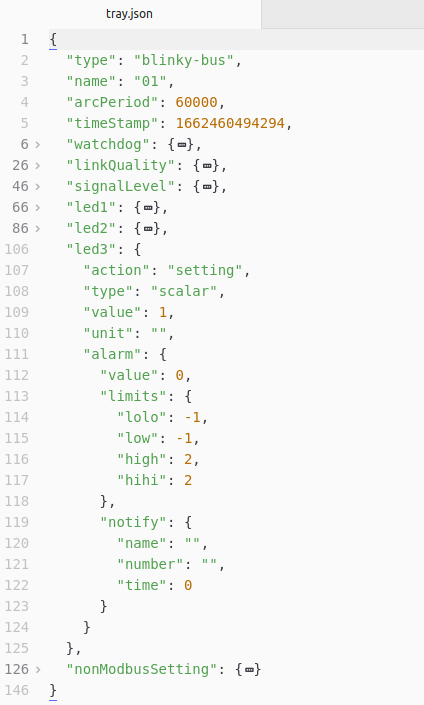 tray.json
1 {
2   "type": "blinky-bus",
3   "name": "01",
4   "arcPeriod": 60000,
5   "timeStamp": 1662460494294,
6 >   "watchdog": {…},
26 >   "linkQuality": {…},
46 >   "signalLevel": {…},
66 >   "led1": {…},
86 >   "led2": {…},
106   "led3": {
107     "action": "setting",
108     "type": "scalar",
109     "value": 1,
110     "unit": "",
111     "alarm": {
112       "value": 0,
113       "limits": {
114         "lolo": -1,
115         "low": -1,
116         "high": 2,
117         "hihi": 2
118       },
119       "notify": {
120         "name": "",
121         "number": "",
122         "time": 0
123       }
124     }
125   },
126 >   "nonModbusSetting": {…}
146 }